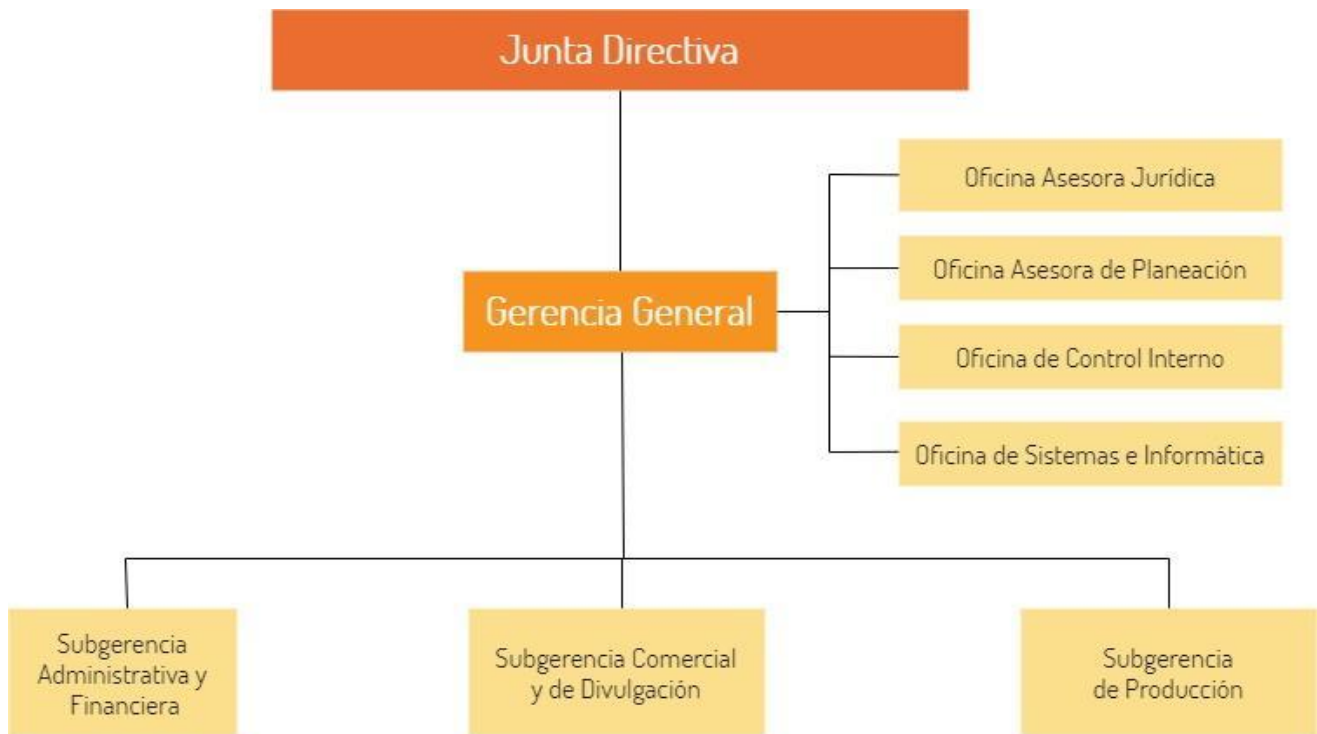 Junta Directiva
Oficina Asesora Jurídica
Oficina Asesora de Planeación
Gerencia General
Oficina de Control Interno
Oficina de Sistemas e Informática
Subgerencia
Administrativa y
Financiera
Subgerencia Comercial
y de Divulgación
Subgerencia
de Producción